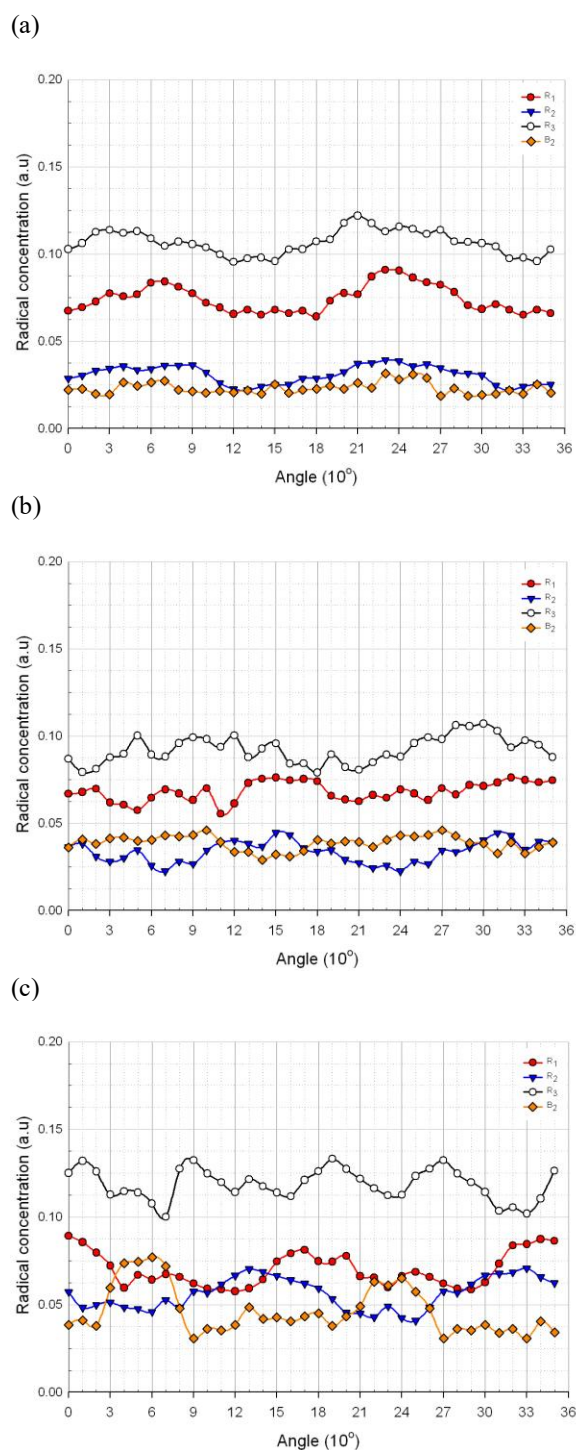 (a)
0.20
0.15
0.10
0.05
0.00
Radical concentration (a.u)
R1
R2
R3
B2
0 3 6 9 12 15 18 21 24 27 30 33 36
Angle (10°)
(b)
0.20
0.15
0.10
0.05
0.00
Radical concentration (a.u)
R1
R2
R3
B2
0 3 6 9 12 15 18 21 24 27 30 33 36
Angle (10°)
(c)
0.20
0.15
0.10
0.05
0.00
Radical concentration (a.u)
R1
R2
R3
B2
0 3 6 9 13 15 18 21 24 27 30 33 36
Angle (10°)